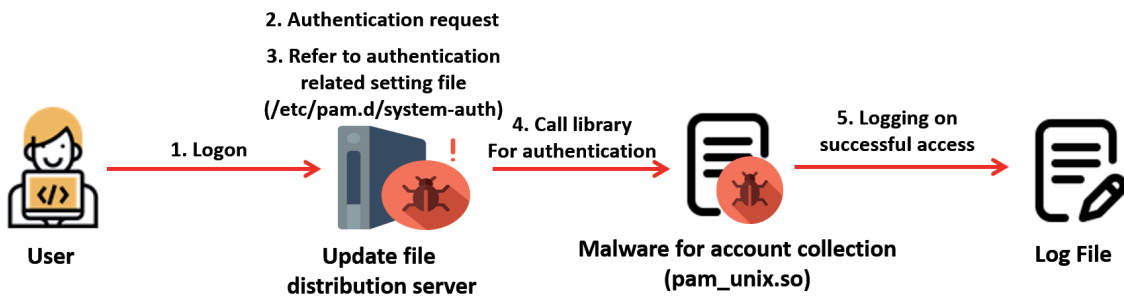 2. Authentication request
3. Refer to authentication
related setting file
(/etc/pam.d/system-auth)
1. Logon
4. Call library
For authentication
5. Logging on
successful access
</>
!
User
Update file
distribution server
Malware for account collection
(pam_unix.so)
Log File